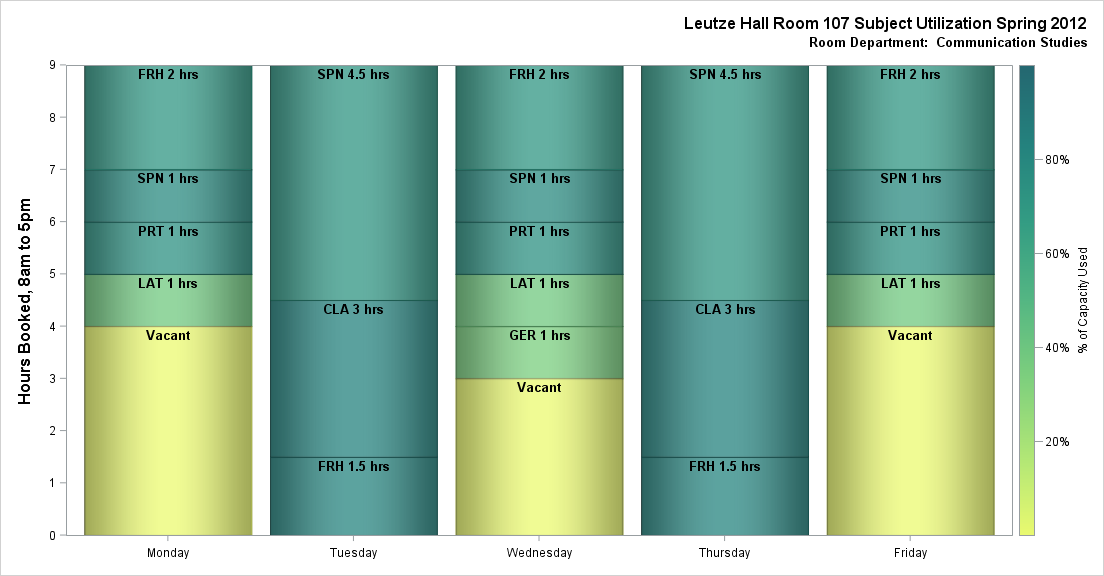 Leutze Hall Room 107 Subject Utilization Spring 2012
Room Department:  Communication Studies
Hours Booked, 8am to 5pm
9
8
7
6
5
4
3
2
1
0
FRH 2 hrs
SPN 1 hrs
PRT 1 hrs
LAT 1 hrs
Vacant
SPN 4.5 hrs
CLA 3 hrs
FRH 1.5 hrs
FRH 2 hrs
SPN 1 hrs
PRT 1 hrs
LAT 1 hrs
GER 1 hrs
Vacant
SPN 4.5 hrs
CLA 3 hrs
FRH 1.5 hrs
FRH 2 hrs
SPN 1 hrs
PRT 1 hrs
LAT 1 hrs
Vacant
Monday Tuesday Wednesday Thursday Friday
80%
60%
40%
20%
% of Capacity Used